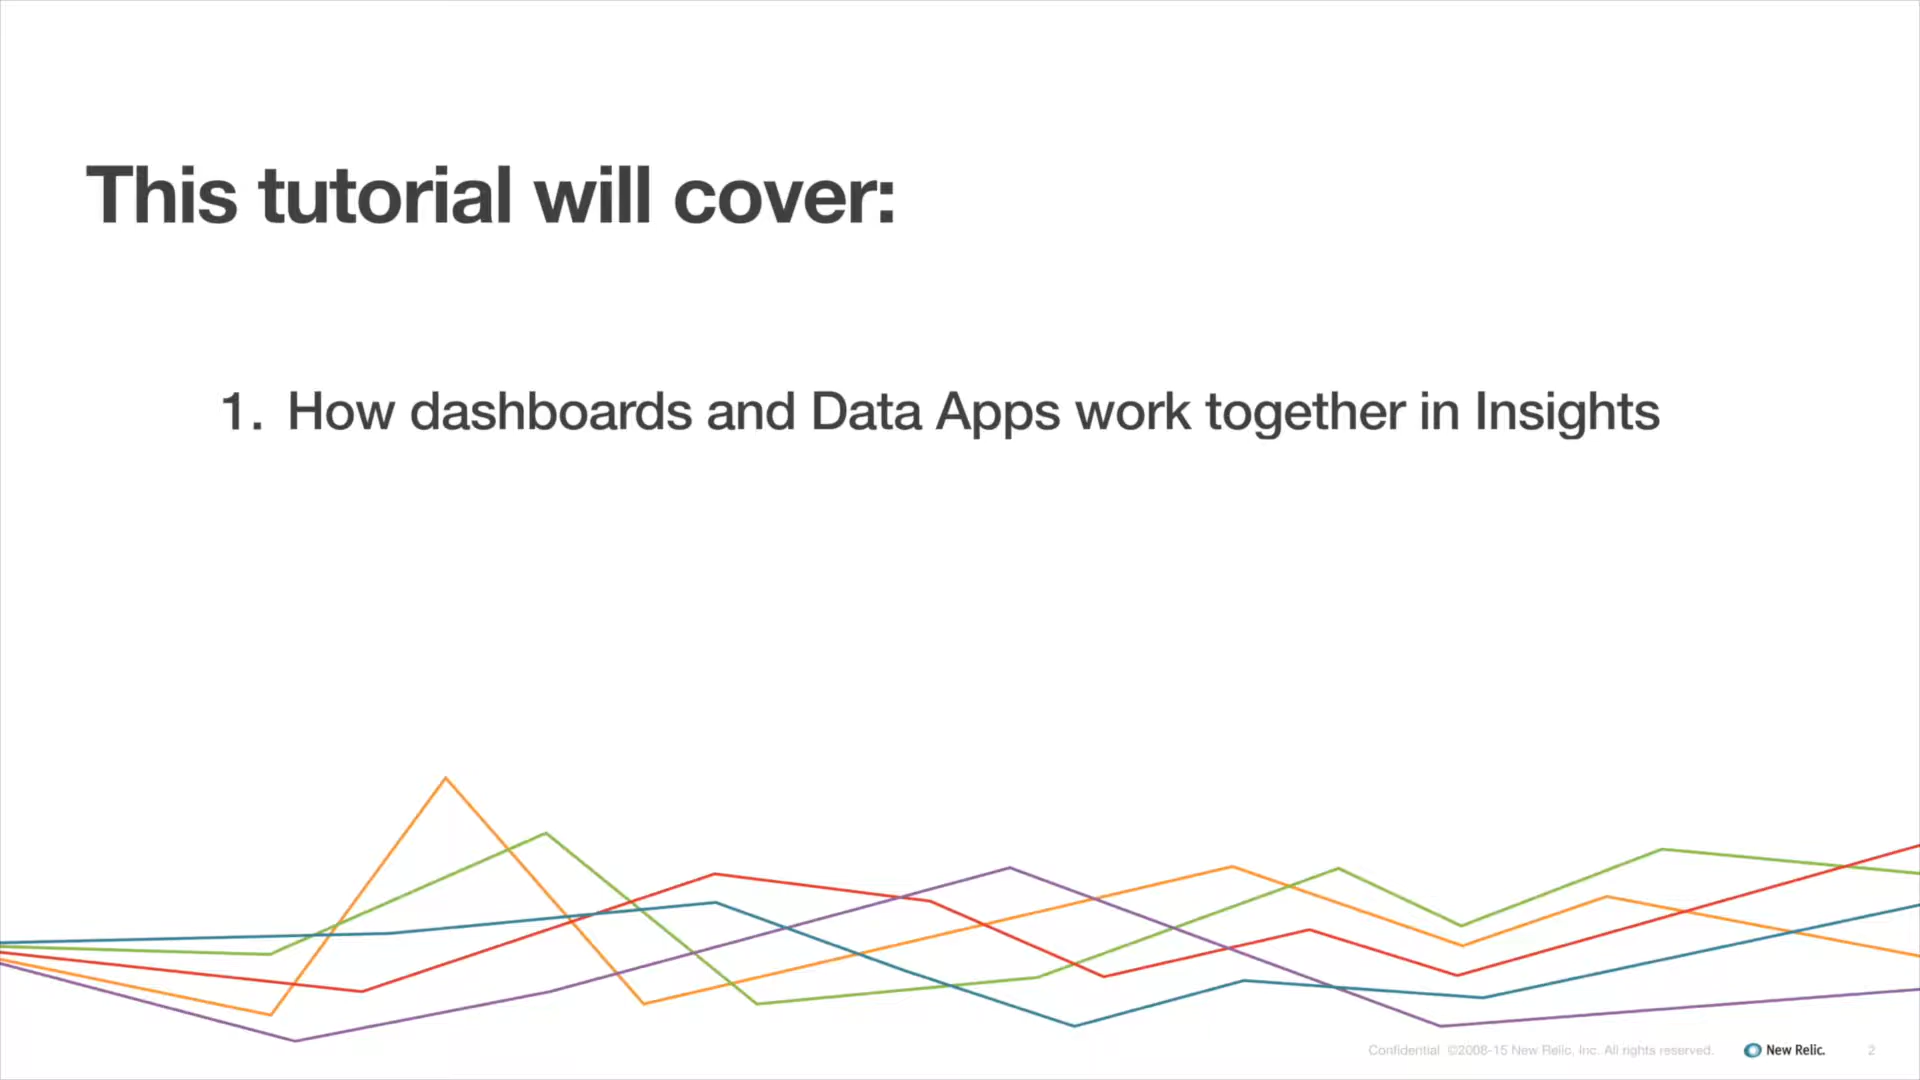 This tutorial will cover:
1. How dashboards and Data Apps work together in Insights
Confidential ©2008-15 New Relic, Inc. All rights reserved. New Relic. 2